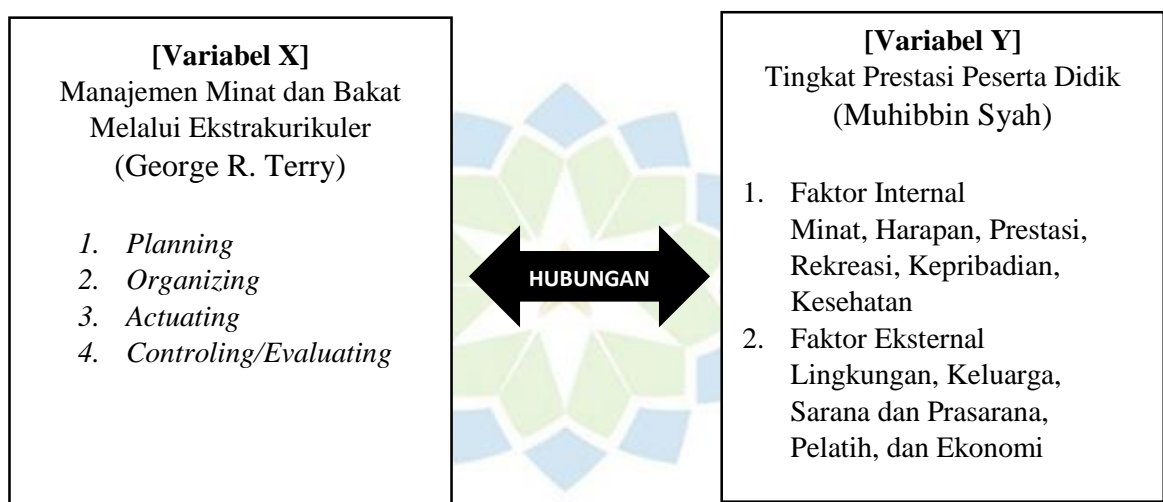 [Variabel X]
Manajemen Minat dan Bakat
Melalui Ekstrakurikuler
(George R. Terry)
1. Planning
2. Organizing
3. Actuating
4. Controling/Evaluating
HUBUNGAN
[Variabel Y]
Tingkat Prestasi Peserta Didik
(Muhibbin Syah)
1. Faktor Internal
Minat, Harapan, Prestasi,
Rekreasi, Kepribadian,
Kesehatan
2. Faktor Eksternal
Lingkungan, Keluarga,
Sarana dan Prasarana,
Pelatih, dan Ekonomi